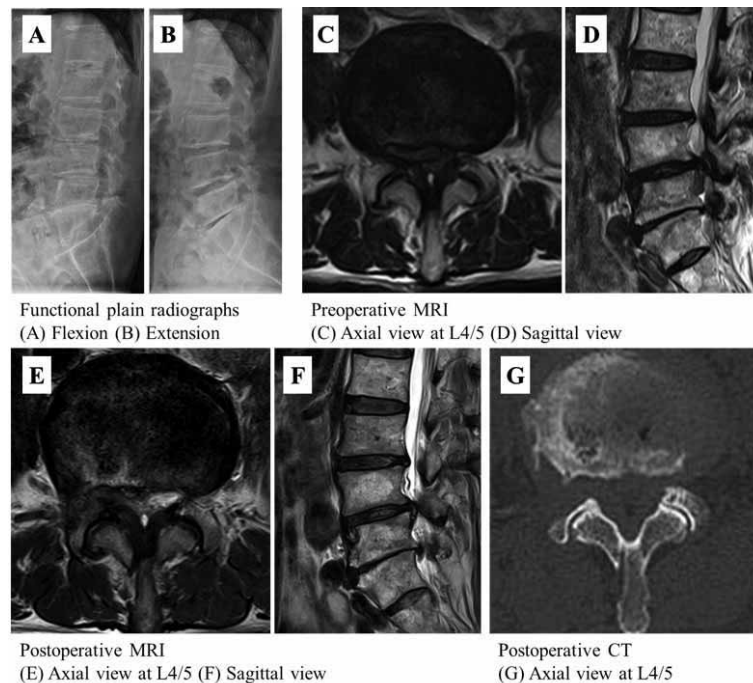 A
B
C
D
Functional plain radiographs
(A) Flexion (B) Extension
Preoperative MRI
(C) Axial view at L4/5 (D) Sagittal view
E
F
G
Postoperative MRI
(E) Axial view at L4/5 (F) Sagittal view
Postoperative CT
(G) Axial view at L4/5